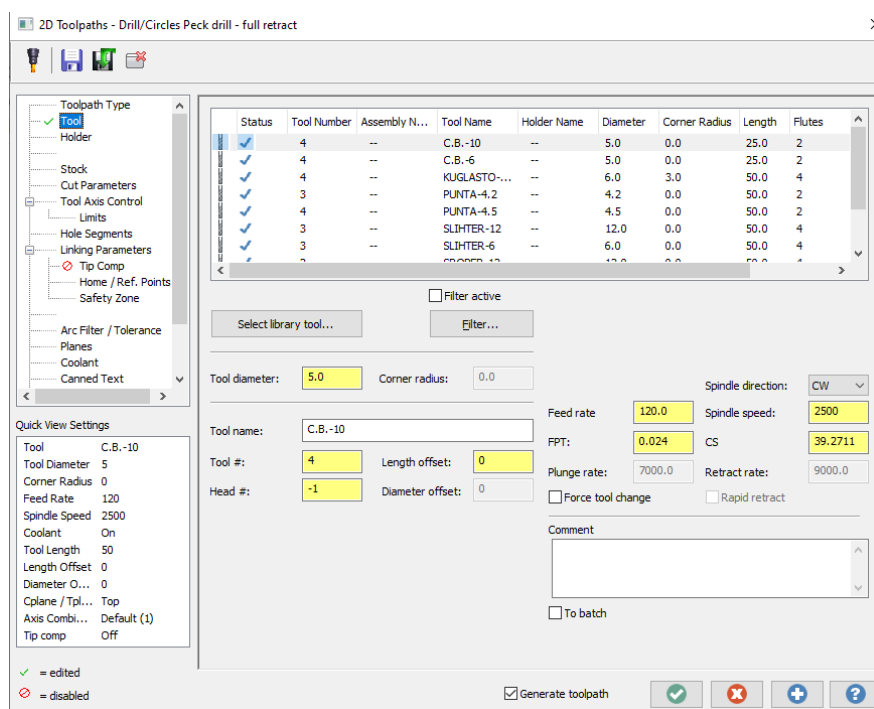 2D Toolpaths - Drill/Circles Peck drill - full retract
Toolpath Type
Tool
Holder
Stock
Cut Parameters
Tool Axis Control
Limits
Hole Segments
Linking Parameters
Tip Comp
Home / Ref. Points
Safety Zone
Arc Filter / Tolerance
Planes
Coolant
Canned Text
Quick View Settings
Tool C.B.-10
Tool Diameter 5
Corner Radius 0
Feed Rate 120
Spindle Speed 2500
Coolant On
Tool Length 50
Length Offset 0
Diameter O... 0
Cplane / Tpl... Top
Axis Combi... Default (1)
Tip comp Off
= edited
= disabled
Status Tool Number Assembly N... Tool Name Holder Name Diameter Corner Radius Length Flutes
4 -- C.B.-10 -- 5.0 0.0 25.0 2
4 -- C.B.-6 -- 5.0 0.0 25.0 2
4 -- KUGLASTO-... -- 6.0 3.0 50.0 4
3 -- PUNTA-4.2 -- 4.2 0.0 50.0 2
4 -- PUNTA-4.5 -- 4.5 0.0 50.0 2
3 -- SLIHTER-12 -- 12.0 0.0 50.0 4
3 -- SLIHTER-6 -- 6.0 0.0 50.0 4
Filter active
Select library tool... Filter...
Tool diameter: 5.0 Corner radius: 0.0
Tool name: C.B.-10
Tool #: 4 Length offset: 0
Head #: -1 Diameter offset: 0
Spindle direction: CW
Feed rate 120.0 Spindle speed: 2500
FPT: 0.024 CS 39.2711
Plunge rate: 7000.0 Retract rate: 9000.0
Force tool change Rapid retract
Comment
To batch
Generate toolpath